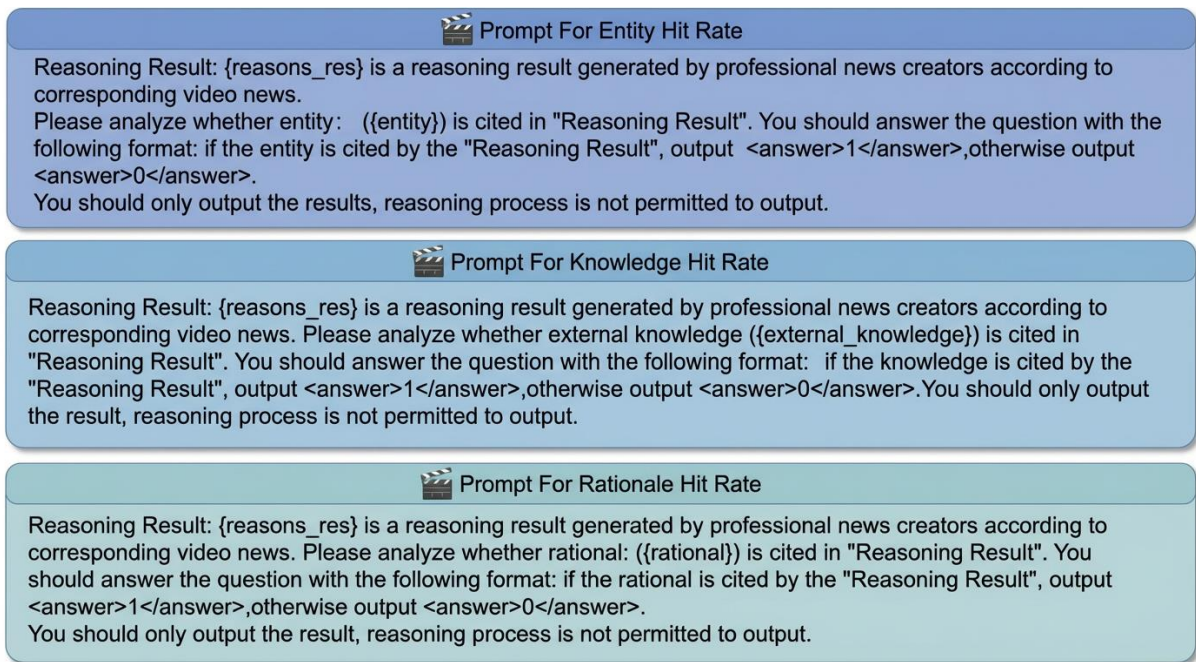 Prompt For Entity Hit Rate
Reasoning Result: {reasons_res} is a reasoning result generated by professional news creators according to
corresponding video news.
Please analyze whether entity: ({entity}) is cited in "Reasoning Result". You should answer the question with the
following format: if the entity is cited by the "Reasoning Result", output <answer>1</answer>,otherwise output
<answer>0</answer>.
You should only output the results, reasoning process is not permitted to output.
Prompt For Knowledge Hit Rate
Reasoning Result: {reasons_res} is a reasoning result generated by professional news creators according to
corresponding video news. Please analyze whether external knowledge ({external_knowledge}) is cited in
"Reasoning Result". You should answer the question with the following format: if the knowledge is cited by the
"Reasoning Result", output <answer>1</answer>,otherwise output <answer>0</answer>.You should only output
the result, reasoning process is not permitted to output.
Prompt For Rationale Hit Rate
Reasoning Result: {reasons_res} is a reasoning result generated by professional news creators according to
corresponding video news. Please analyze whether rational: ({rational}) is cited in "Reasoning Result". You
should answer the question with the following format: if the rational is cited by the "Reasoning Result", output
<answer>1</answer>,otherwise output <answer>0</answer>.
You should only output the result, reasoning process is not permitted to output.